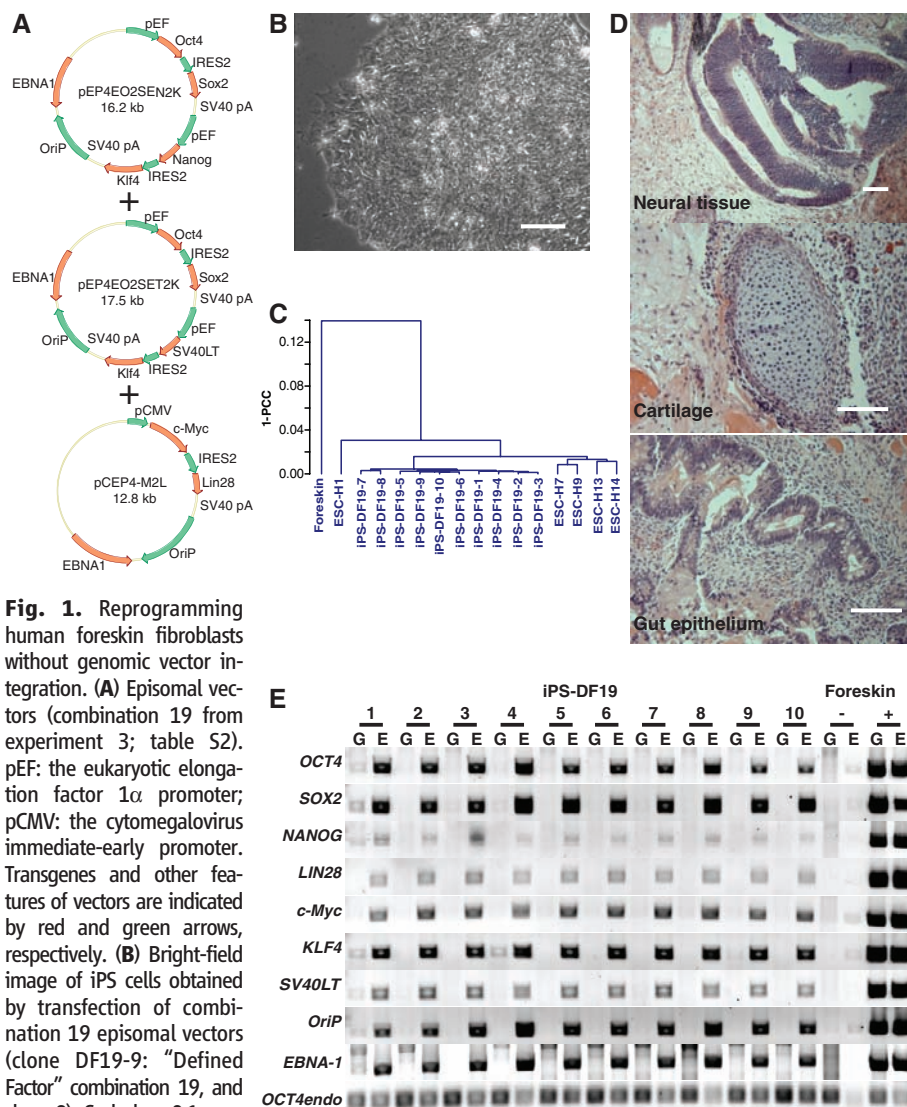 A
pEF
Oct4
IRES2
Sox2
SV40 pA
pEF
Nanog
IRES2
Klf4
SV40 pA
OriP
EBNA1
pEP4EO2SEN2K
16.2 kb
+
pEF
Oct4
IRES2
Sox2
SV40 pA
pEF
SV40LT
IRES2
Klf4
SV40 pA
OriP
EBNA1
pEP4EO2SET2K
17.5 kb
+
pCMV
c-Myc
IRES2
Lin28
SV40 pA
OriP
EBNA1
pCEP4-M2L
12.8 kb
B
C
1-PCC
0.12
0.08
0.04
0.00
Foreskin
ESC-H1
iPS-DF19-7
iPS-DF19-8
iPS-DF19-5
iPS-DF19-9
iPS-DF19-10
iPS-DF19-6
iPS-DF19-1
iPS-DF19-4
iPS-DF19-2
iPS-DF19-3
ESC-H7
ESC-H9
ESC-H13
ESC-H14
D
Neural tissue
Cartilage
Gut epithelium
Fig. 1. Reprogramming
human foreskin fibroblasts
without genomic vector in-
tegration. (A) Episomal vec-
tors (combination 19 from
experiment 3; table S2).
pEF: the eukaryotic elonga-
tion factor 1α promoter;
pCMV: the cytomegalovirus
immediate-early promoter.
Transgenes and other fea-
tures of vectors are indicated
by red and green arrows,
respectively. (B) Bright-field
image of iPS cells obtained
by transfection of combi-
nation 19 episomal vectors
(clone DF19-9: “Defined
Factor” combination 19, and
E
iPS-DF19 Foreskin
1 2 3 4 5 6 7 8 9 10 - +
G E G E G E G E G E G E G E G E G E G E G E G E
OCT4
SOX2
NANOG
LIN28
c-Myc
KLF4
SV40LT
OriP
EBNA-1
OCT4endo